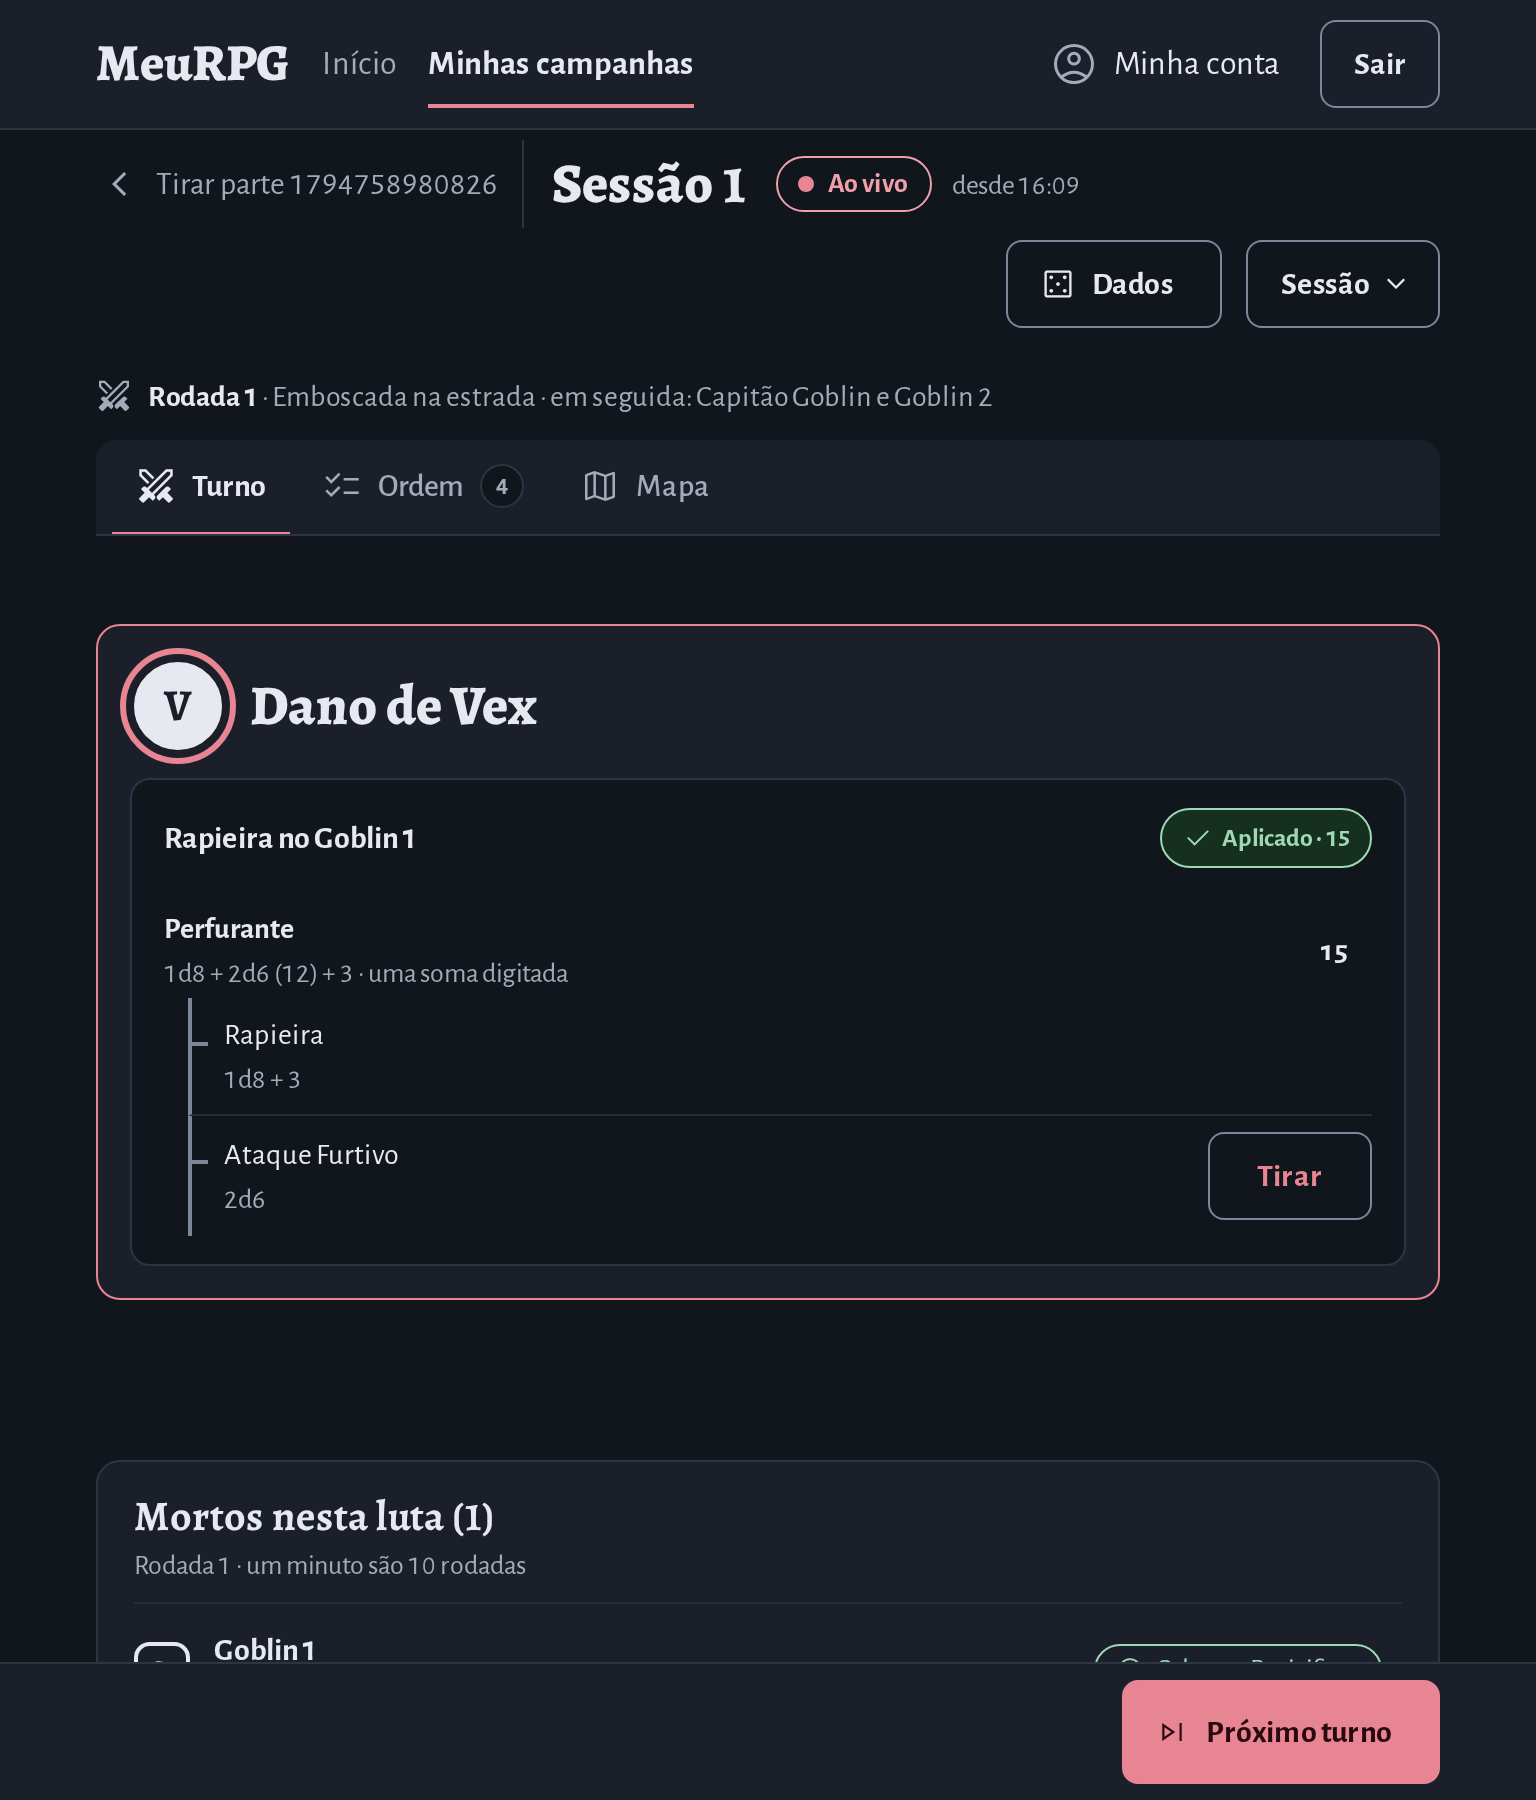 MeuRPG Início Minhas campanhas Minha conta Sair
Tirar parte 1794758980826 Sessão 1 Ao vivo desde 16:09
Dados Sessão
Rodada 1 · Emboscada na estrada · em seguida: Capitão Goblin e Goblin 2
Turno Ordem 4 Mapa
V Dano de Vex
Rapieira no Goblin 1 Aplicado · 15
Perfurante
15
1d8 + 2d6 (12) + 3 · uma soma digitada
Rapieira
1d8 + 3
Ataque Furtivo
Tirar
2d6
Mortos nesta luta (1)
Rodada 1 · um minuto são 10 rodadas
Goblin 1
Próximo turno